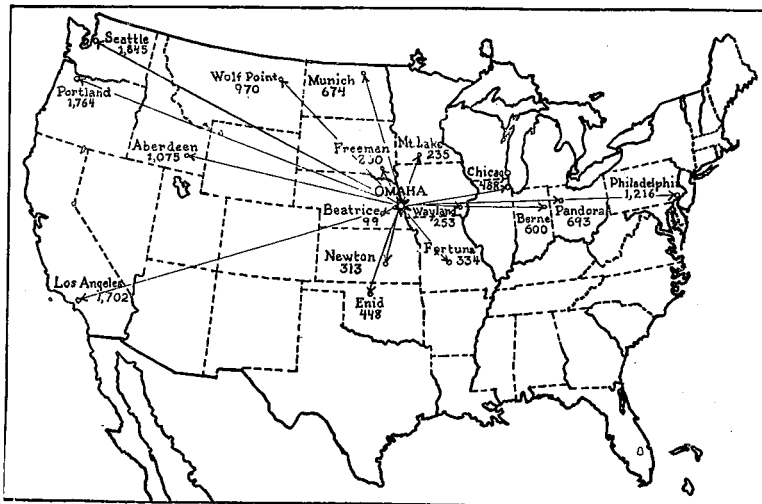 Seattle
1,845
Wolf Point
970
Munich
674
Portland
1,764
Aberdeen
1,075
Freeman
Mt Lake
235
Chicago
488
OMAHA
Philadelphia
1,216
Beatrice
99
Wayland
253
Berne
600
Pandora
693
Newton
313
Fortuna
334
Los Angeles
1,702
Enid
448